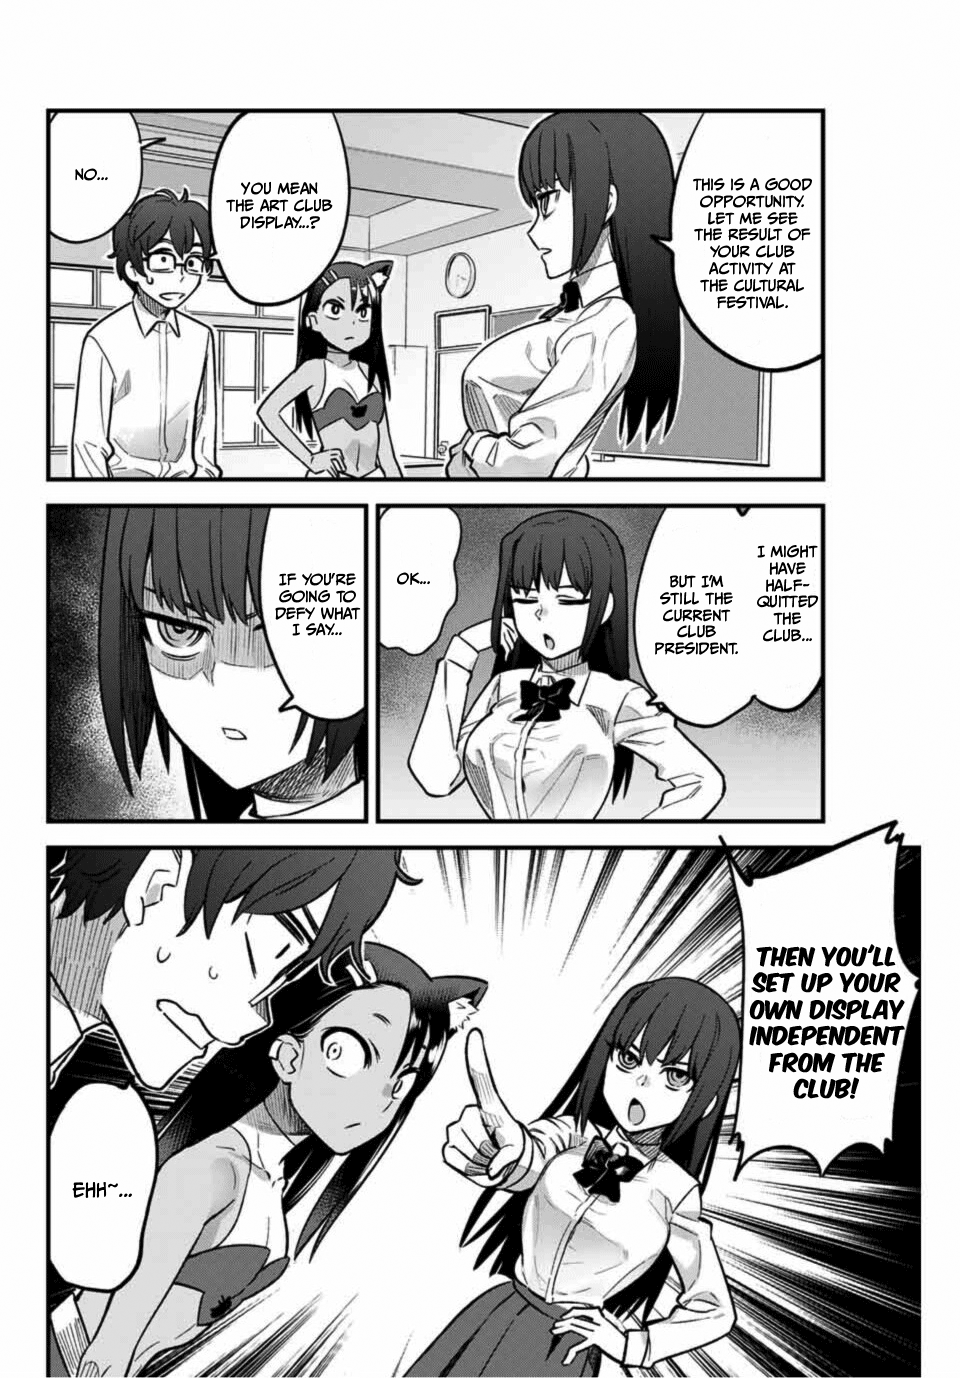 THIS IS A GOOD
OPPORTUNITY.
LET ME SEE
THE RESULT OF
YOUR CLUB
ACTIVITY AT
THE CULTURAL
FESTIVAL.
YOU MEAN
THE ART CLUB
DISPLAY...?
NO...
I MIGHT
HAVE
HALF-
QUITTED
THE
CLUB...
BUT I'M
STILL THE
CURRENT
CLUB
PRESIDENT.
OK...
IF YOU'RE
GOING TO
DEFY WHAT
I SAY...
THEN YOU'LL
SET UP YOUR
OWN DISPLAY
INDEPENDENT
FROM THE
CLUB!
EHH~...